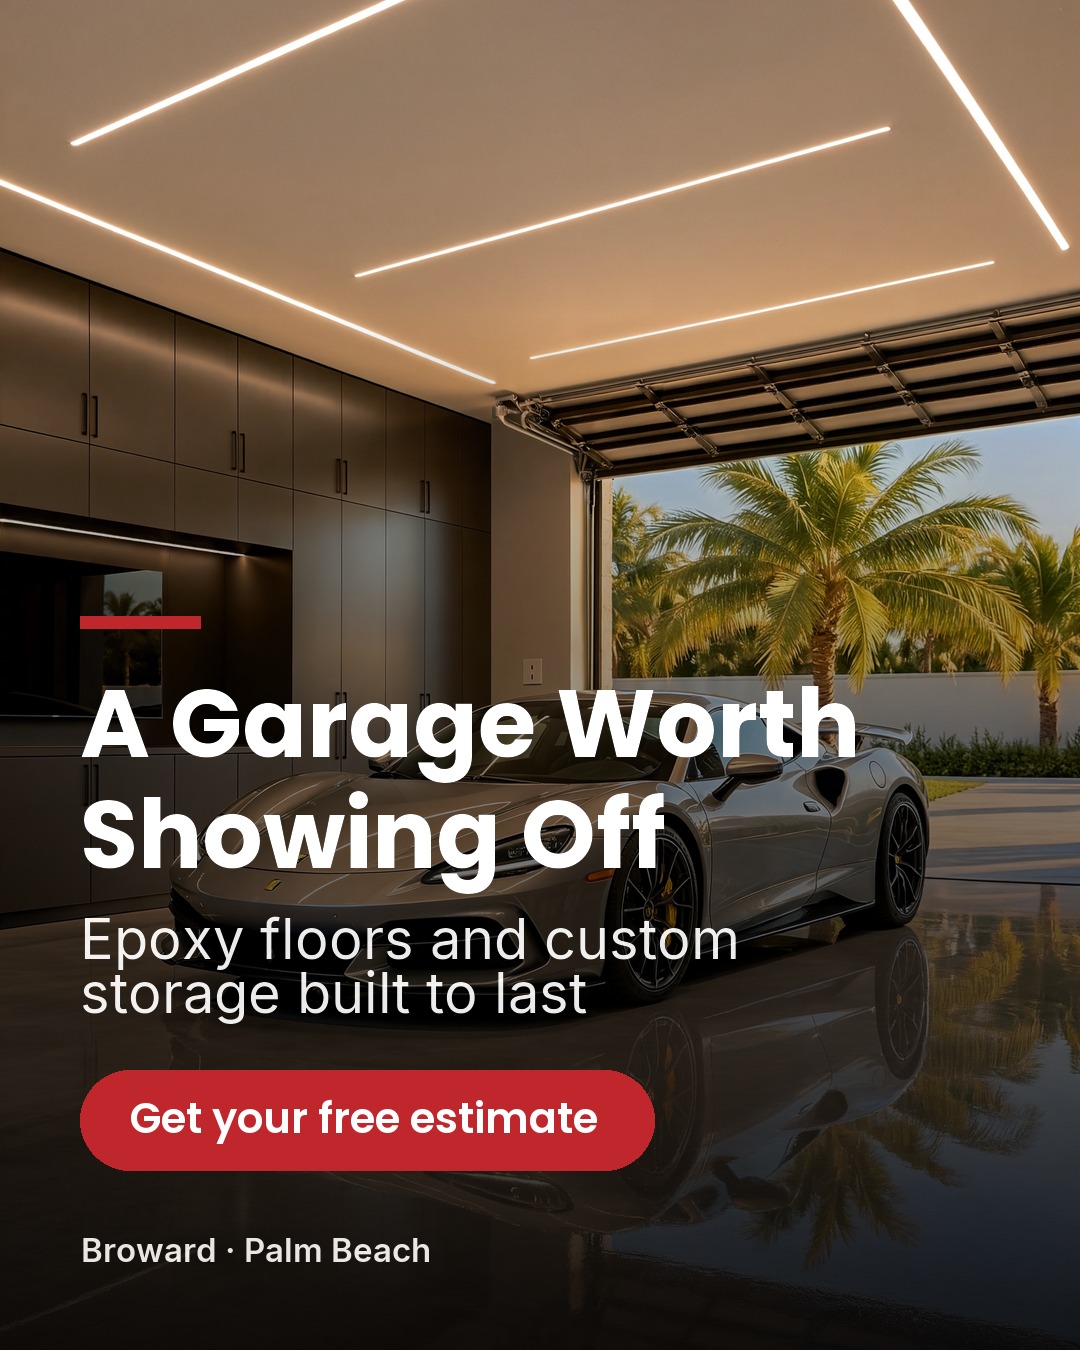 A Garage Worth
Showing Off
Epoxy floors and custom
storage built to last
Get your free estimate
Broward · Palm Beach